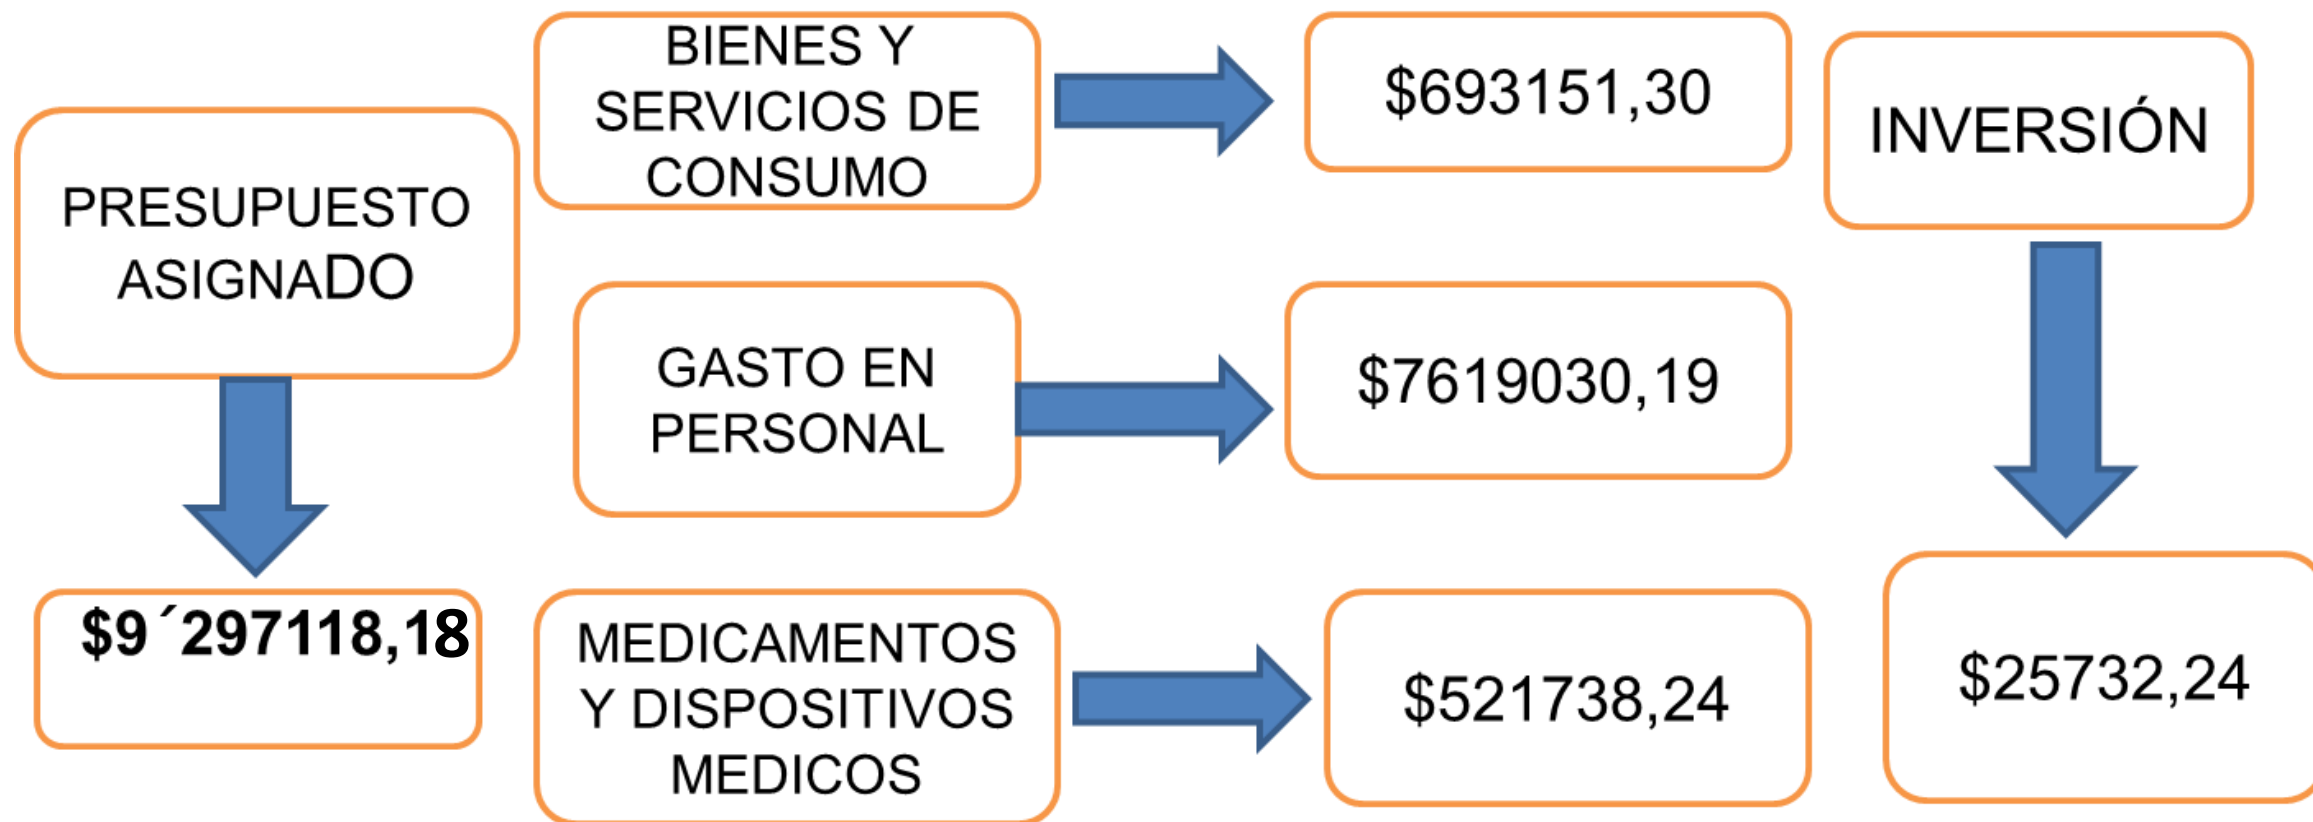 PRESUPUESTO
ASIGNADO
$9´297118,18
BIENES Y
SERVICIOS DE
CONSUMO
$693151,30
GASTO EN
PERSONAL
$7619030,19
MEDICAMENTOS
Y DISPOSITIVOS
MEDICOS
$521738,24
INVERSIÓN
$25732,24